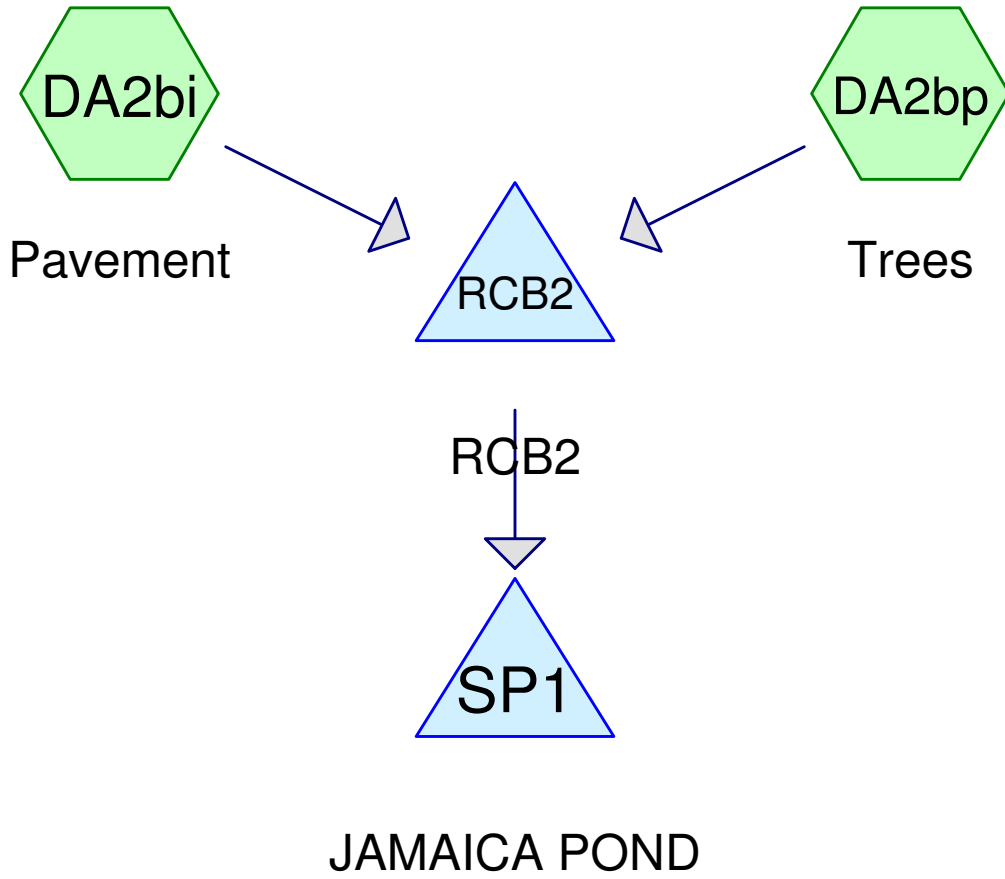 DA2bi
DA2bp
Pavement
Trees
RCB2
RCB2
SP1
JAMAICA POND